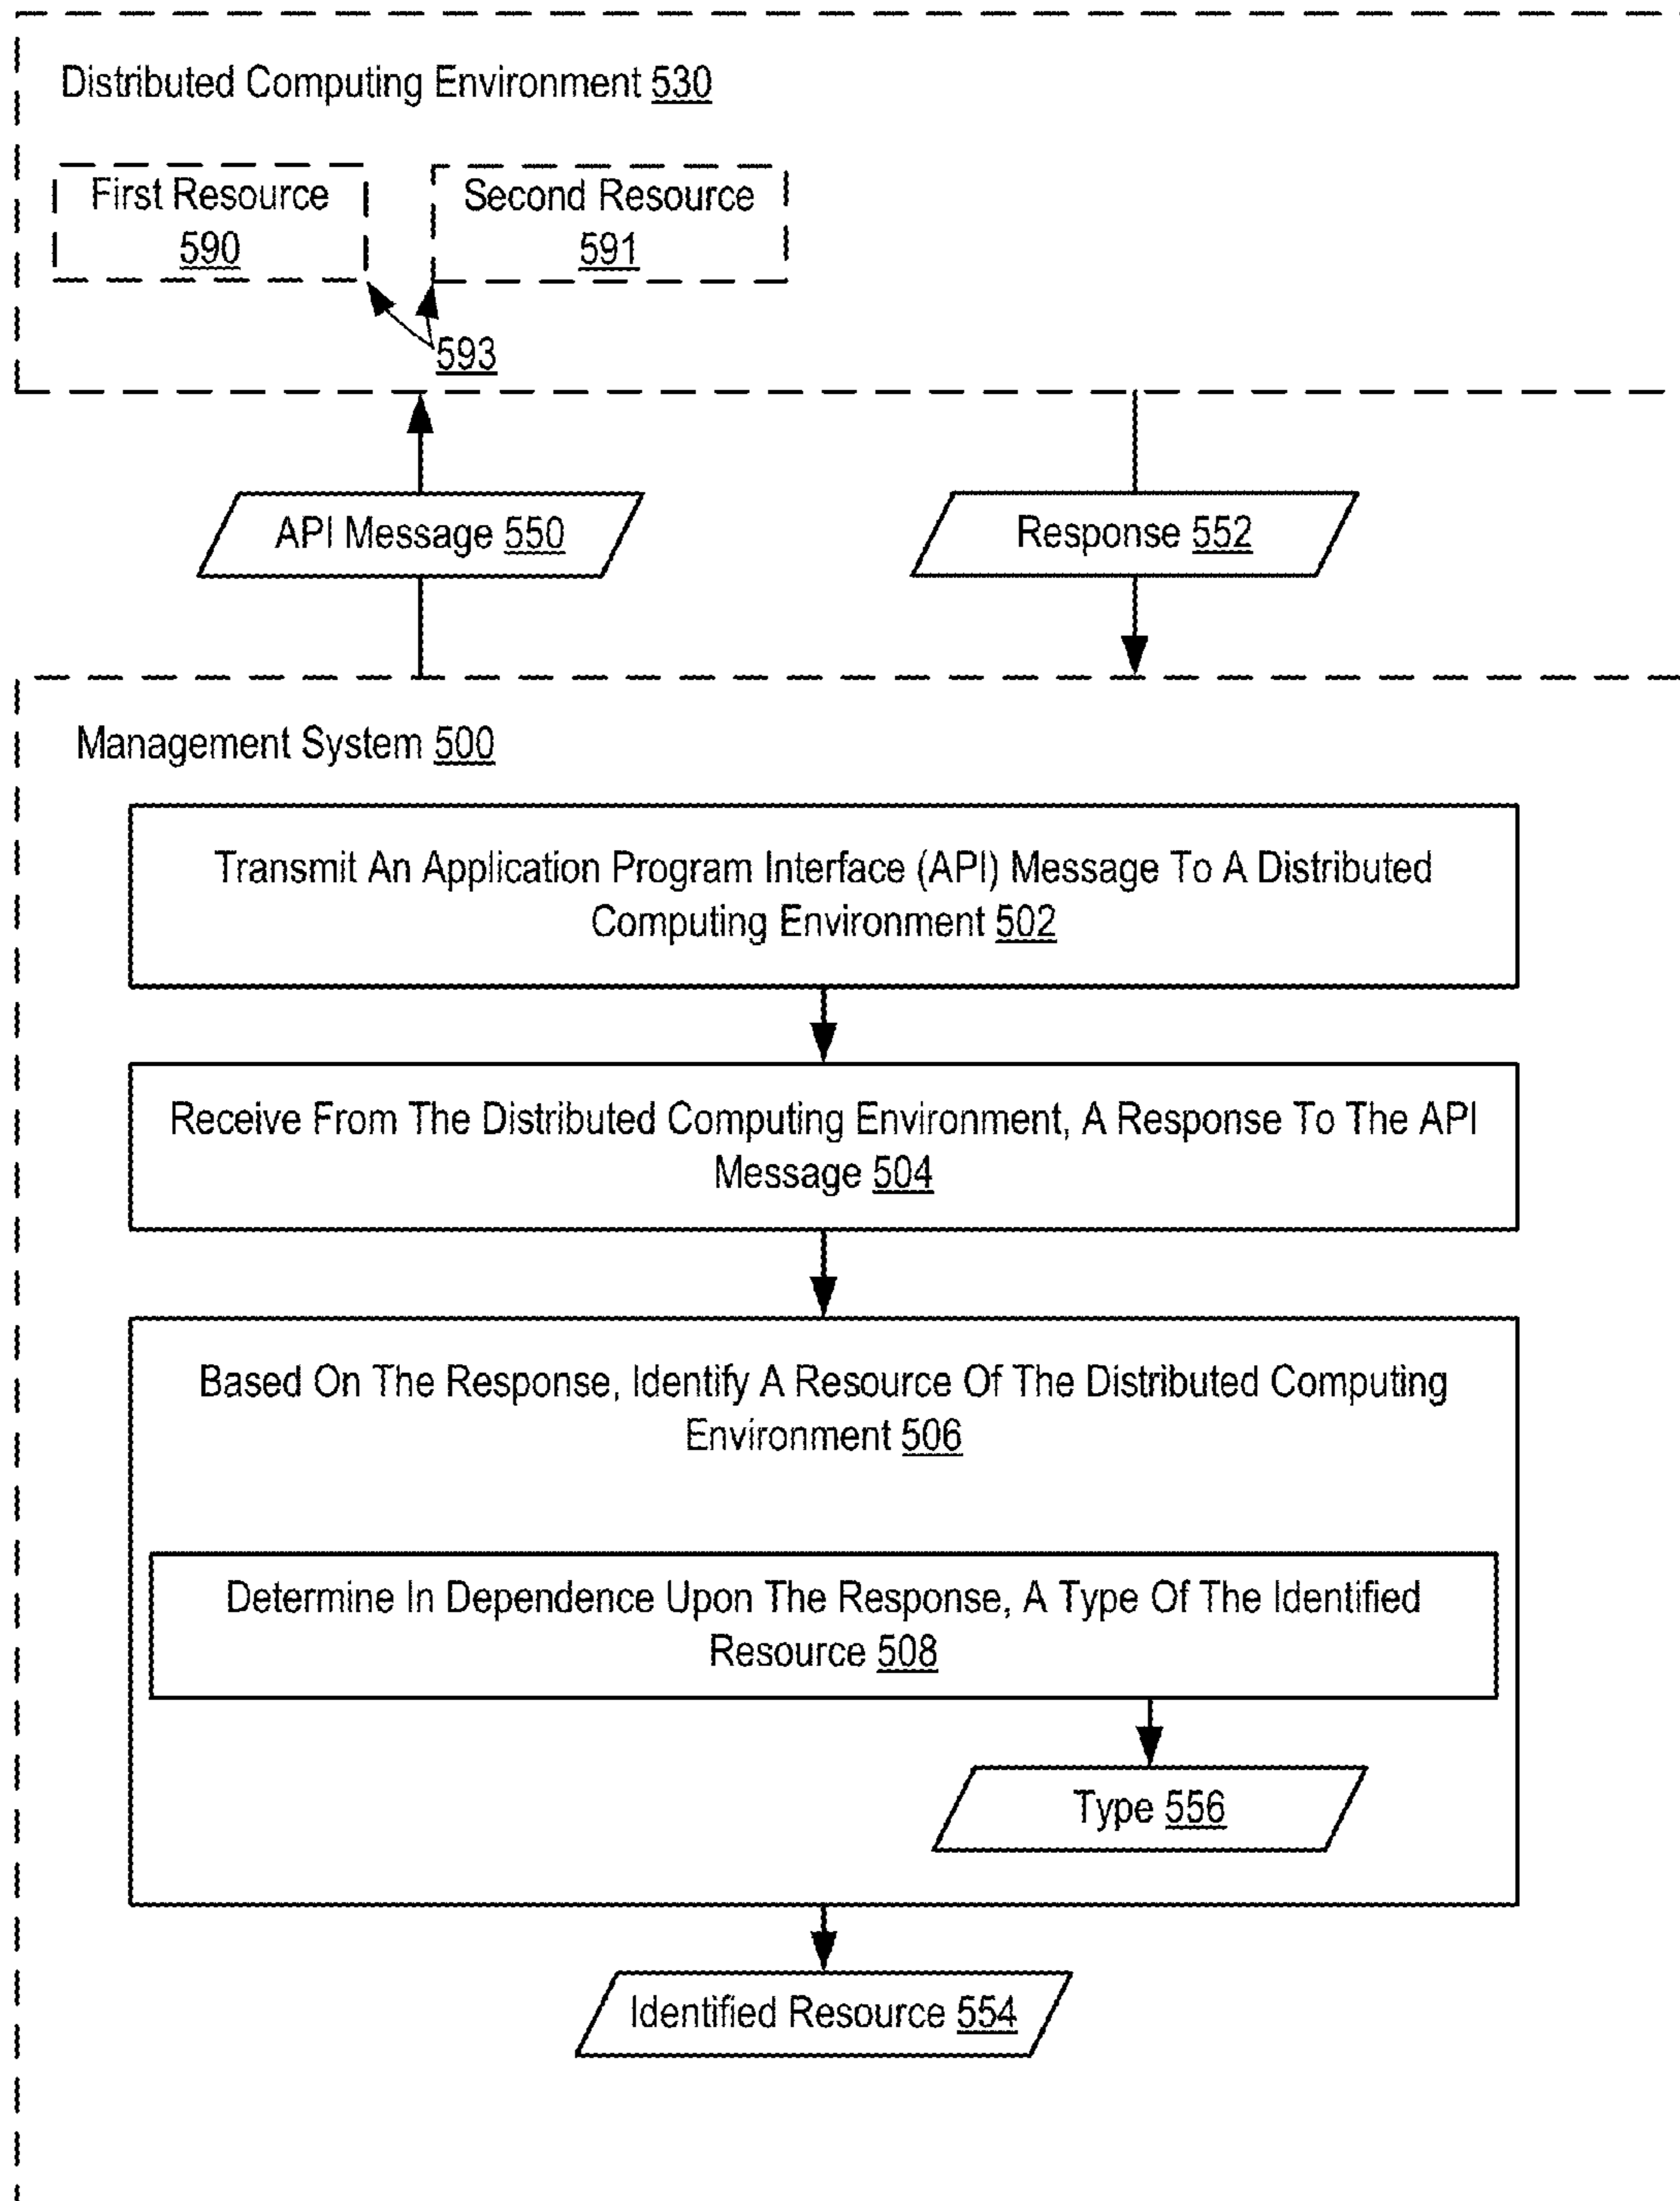 Distributed Computing Environment 530
First Resource
590
Second Resource
591
593
API Message 550
Response 552
Management System 500
Transmit An Application Program Interface (API) Message To A Distributed
Computing Environment 502
Receive From The Distributed Computing Environment, A Response To The API
Message 504
Based On The Response, Identify A Resource Of The Distributed Computing
Environment 506
Determine In Dependence Upon The Response, A Type Of The Identified
Resource 508
Type 556
Identified Resource 554